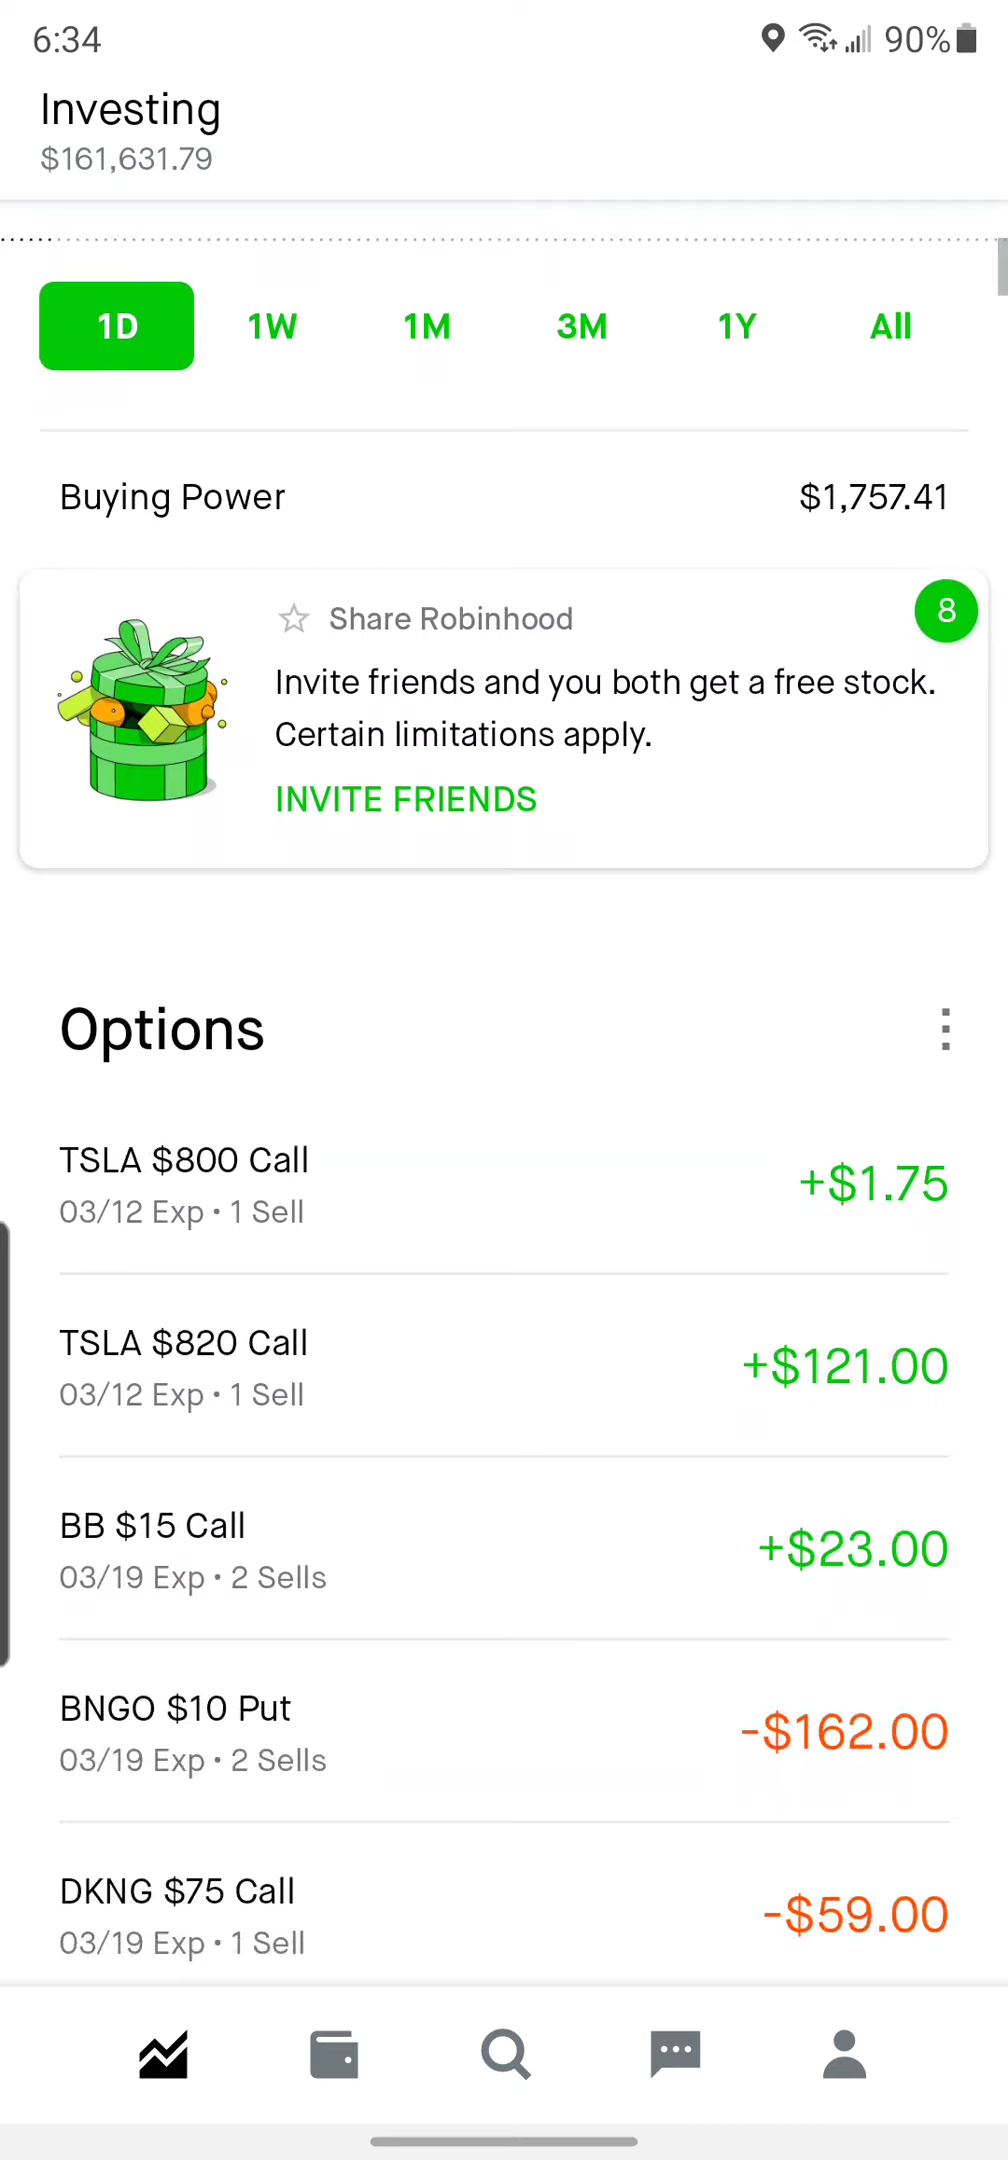 6:34
90%
Investing
$161,631.79
1D 1W 1M 3M 1Y All
Buying Power $1,757.41
Share Robinhood 8
Invite friends and you both get a free stock.
Certain limitations apply.
INVITE FRIENDS
Options
TSLA $800 Call
03/12 Exp • 1 Sell
+$1.75
TSLA $820 Call
03/12 Exp • 1 Sell
+$121.00
BB $15 Call
03/19 Exp • 2 Sells
+$23.00
BNGO $10 Put
03/19 Exp • 2 Sells
-$162.00
DKNG $75 Call
03/19 Exp • 1 Sell
-$59.00